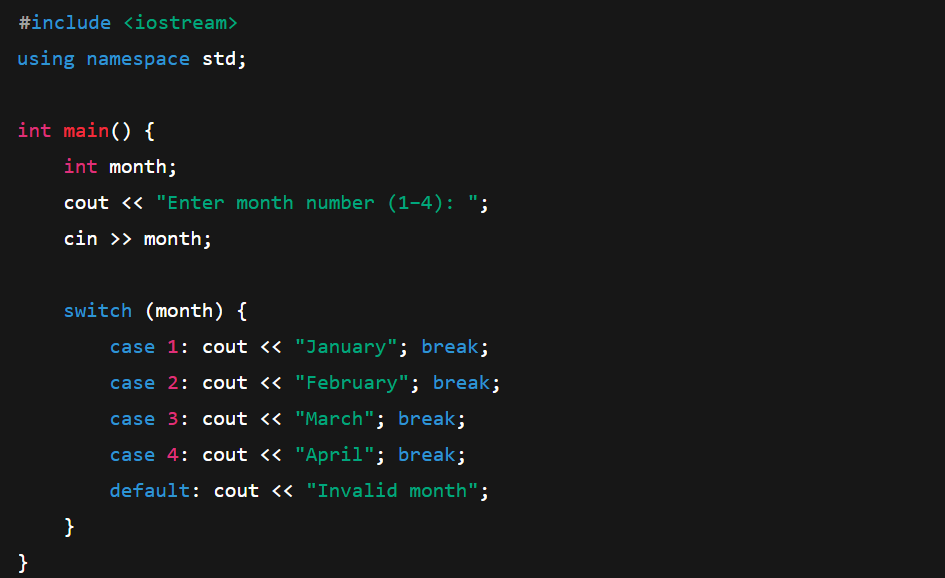 #include <iostream>
using namespace std;

int main() {
    int month;
    cout << "Enter month number (1–4): ";
    cin >> month;

    switch (month) {
        case 1: cout << "January"; break;
        case 2: cout << "February"; break;
        case 3: cout << "March"; break;
        case 4: cout << "April"; break;
        default: cout << "Invalid month";
    }
}